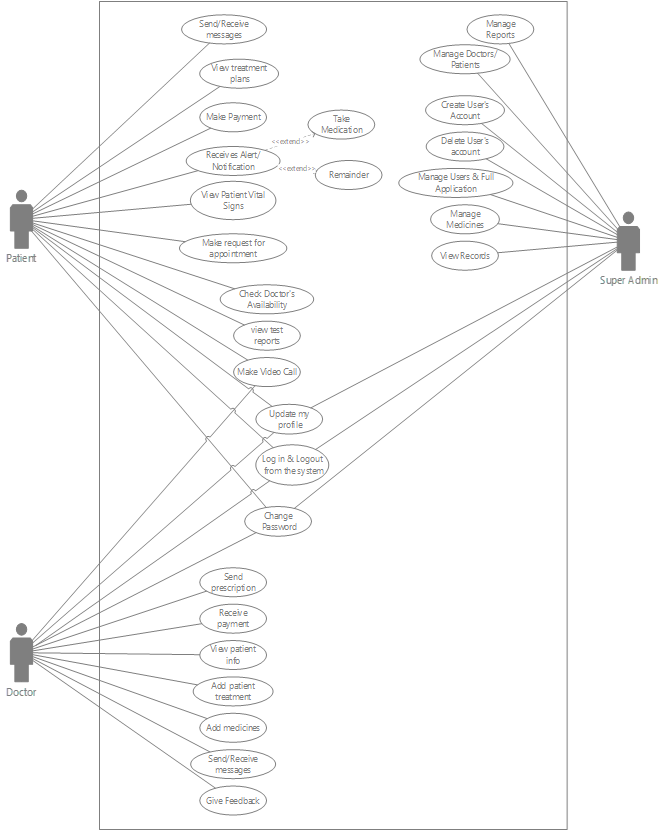 Send/Receive
messages
View treatment
plans
Make Payment
Take
Medication
<<extend>>
Receives Alert/
Notification
<<extend>>
Remainder
View Patient Vital
Signs
Make request for
appointment
Check Doctor's
Availability
view test
reports
Make Video Call
Update my
profile
Log in & Logout
from the system
Change
Password
Send
prescription
Receive
payment
View patient
info
Add patient
treatment
Add medicines
Send/Receive
messages
Give Feedback
Manage
Reports
Manage Doctors/
Patients
Create User's
Account
Delete User's
account
Manage Users & Full
Application
Manage
Medicines
View Records
Patient
Doctor
Super Admin